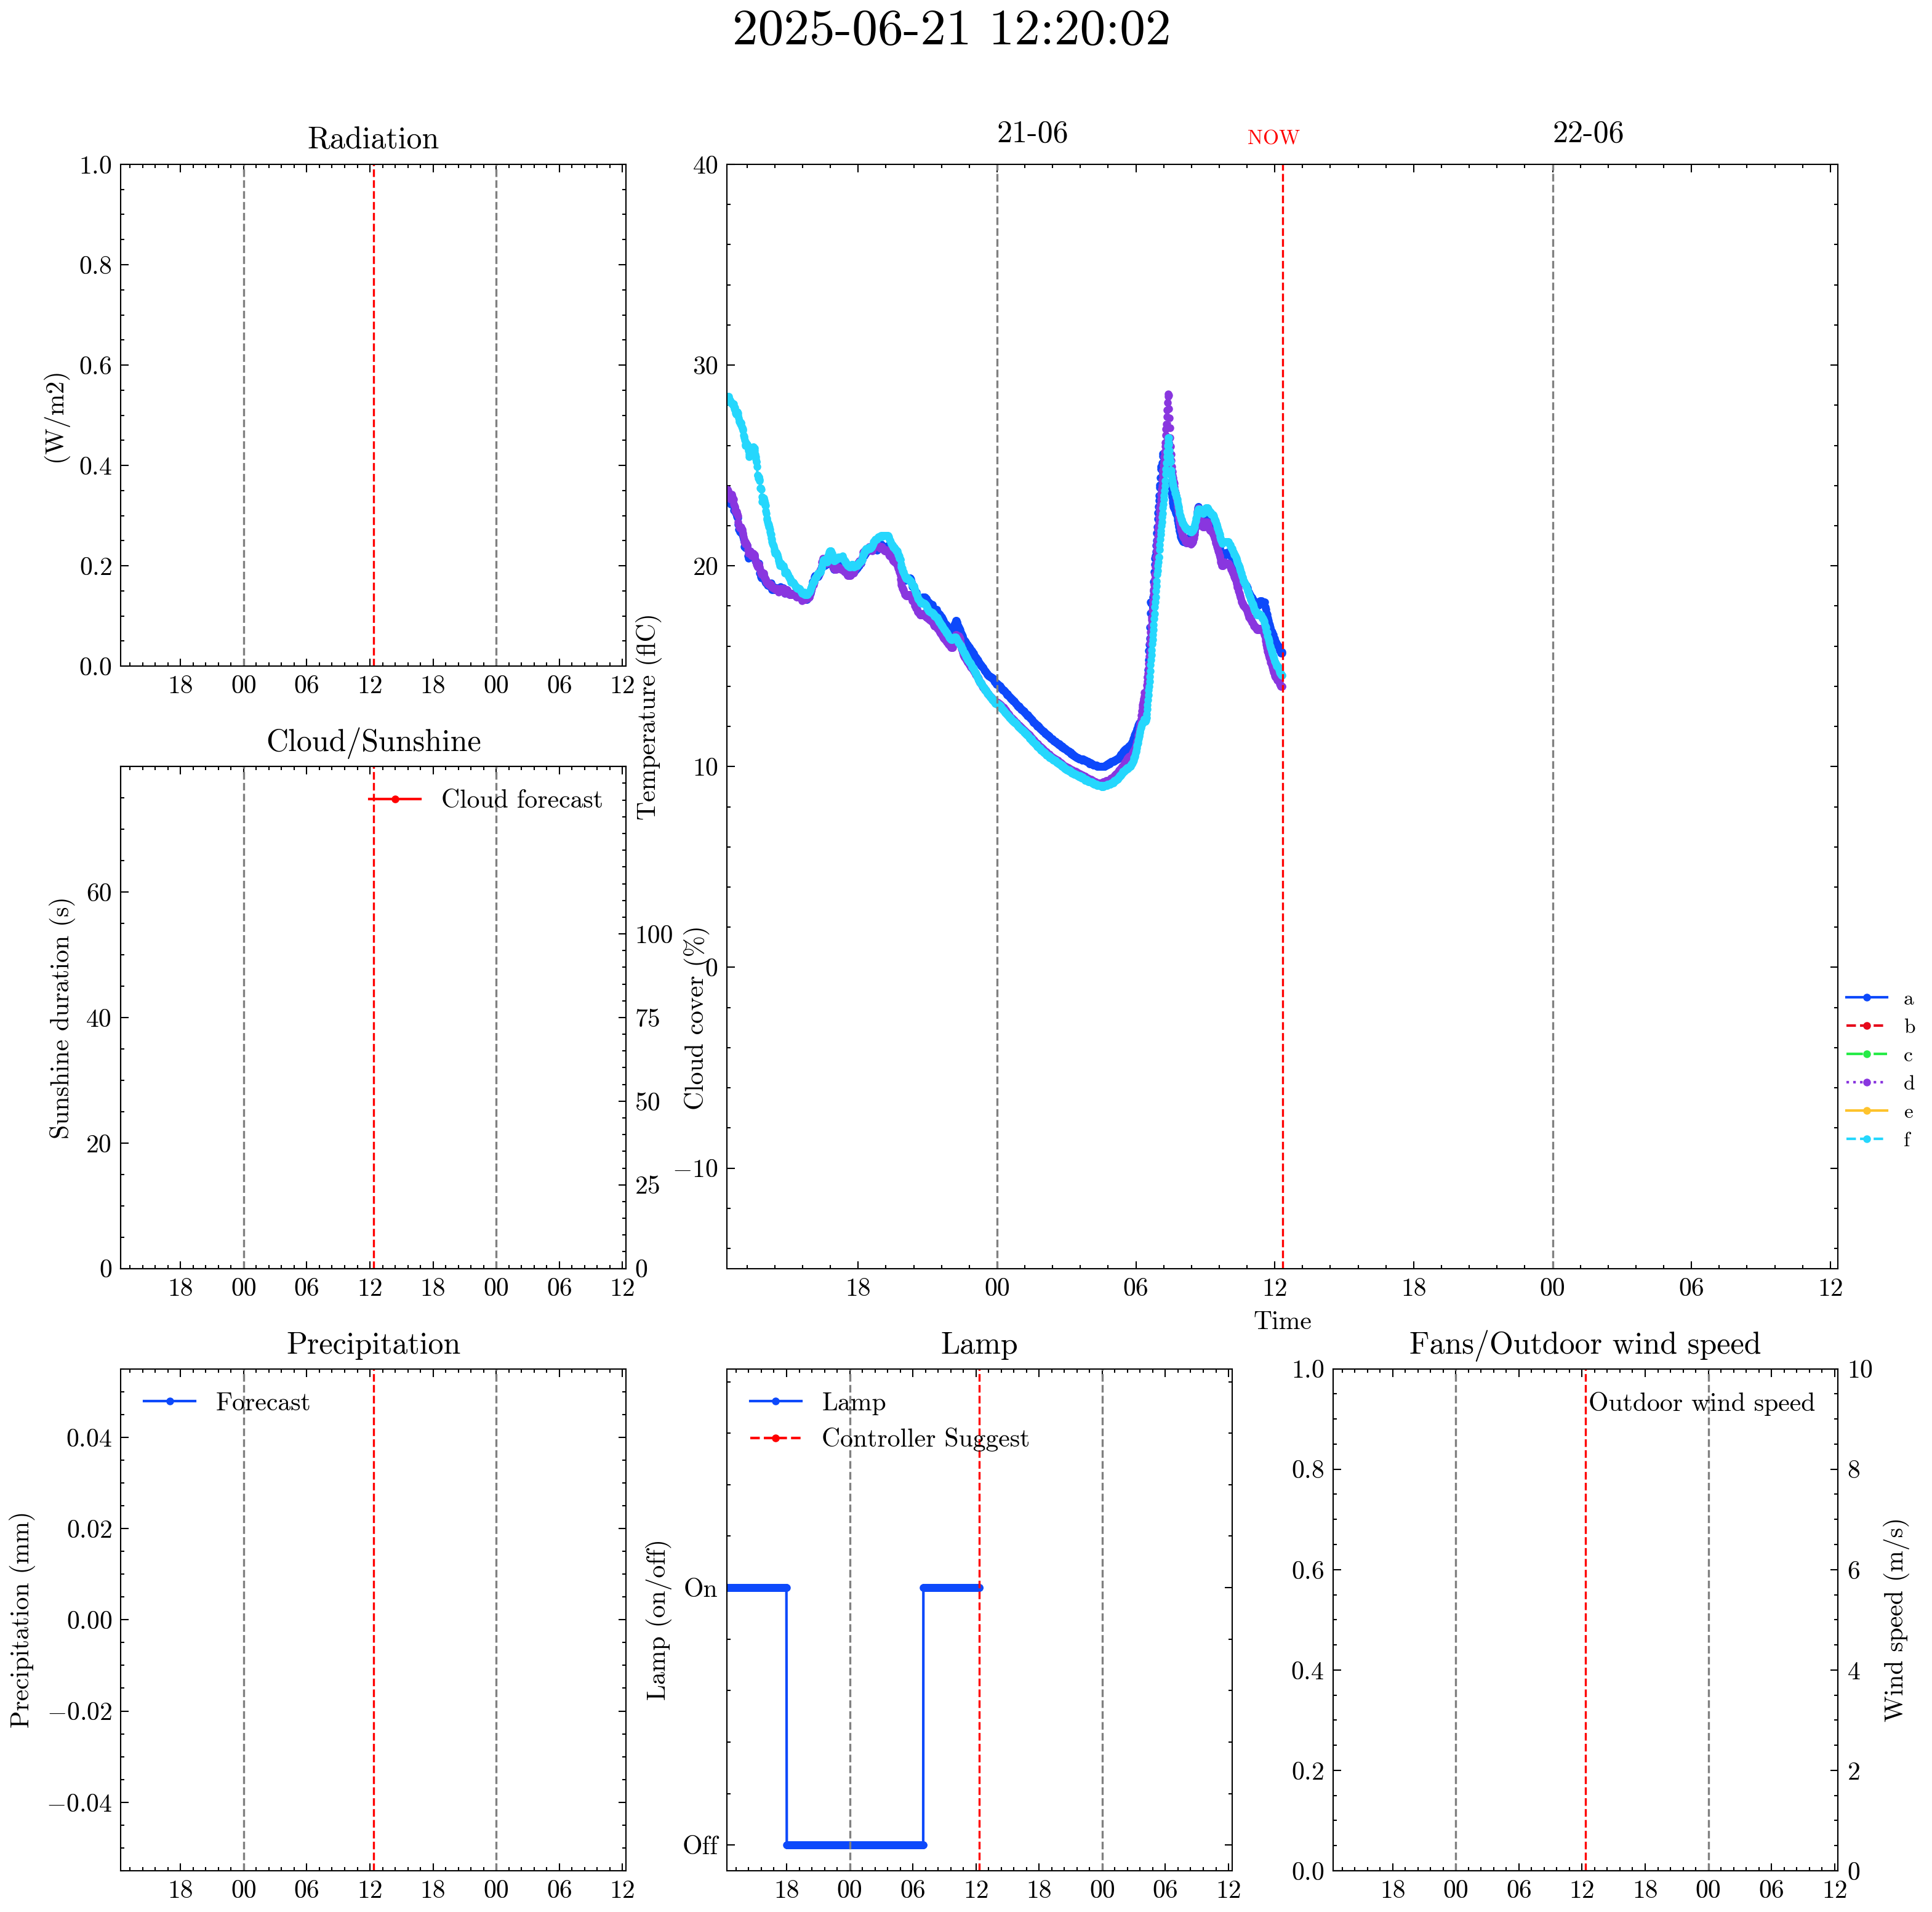 2025-06-21 12:20:02
Radiation
(W/m2)
1.0
0.8
0.6
0.4
0.2
0.0
18 00 06 12 18 00 06 12
21-06
NOW
22-06
Temperature (flC)
40
30
20
10
0
−10
18 00 06 12 18 00 06 12
Time
a
b
c
d
e
f
Cloud/Sunshine
Cloud forecast
Sunshine duration (s)
60
40
20
0
Cloud cover (%)
100
75
50
25
0
18 00 06 12 18 00 06 12
Precipitation
Forecast
Precipitation (mm)
0.04
0.02
0.00
−0.02
−0.04
18 00 06 12 18 00 06 12
Lamp
Lamp
Controller Suggest
Lamp (on/off)
On
Off
18 00 06 12 18 00 06 12
Fans/Outdoor wind speed
Outdoor wind speed
1.0
0.8
0.6
0.4
0.2
0.0
10
8
6
4
2
0
Wind speed (m/s)
18 00 06 12 18 00 06 12